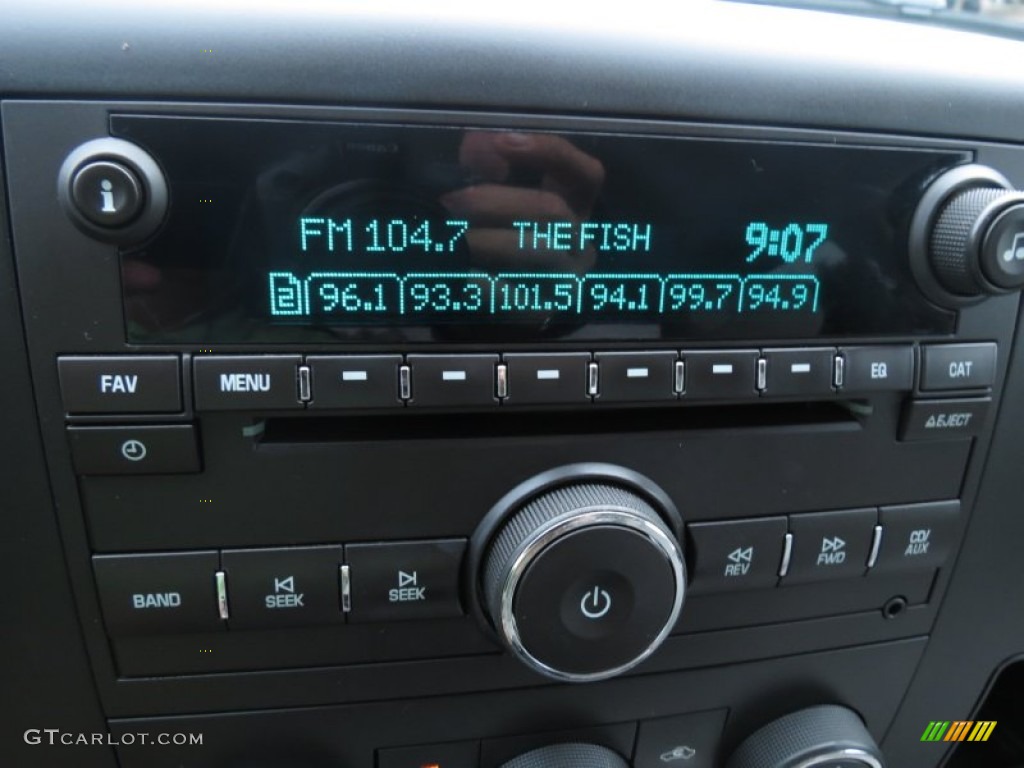 FM 104.7 THE FISH 9:07
2 96.1 93.3 101.5 94.1 99.7 94.9
i
FAV MENU EQ CAT
EJECT
BAND SEEK SEEK REV FWD CD/AUX
GTCARLOT.COM